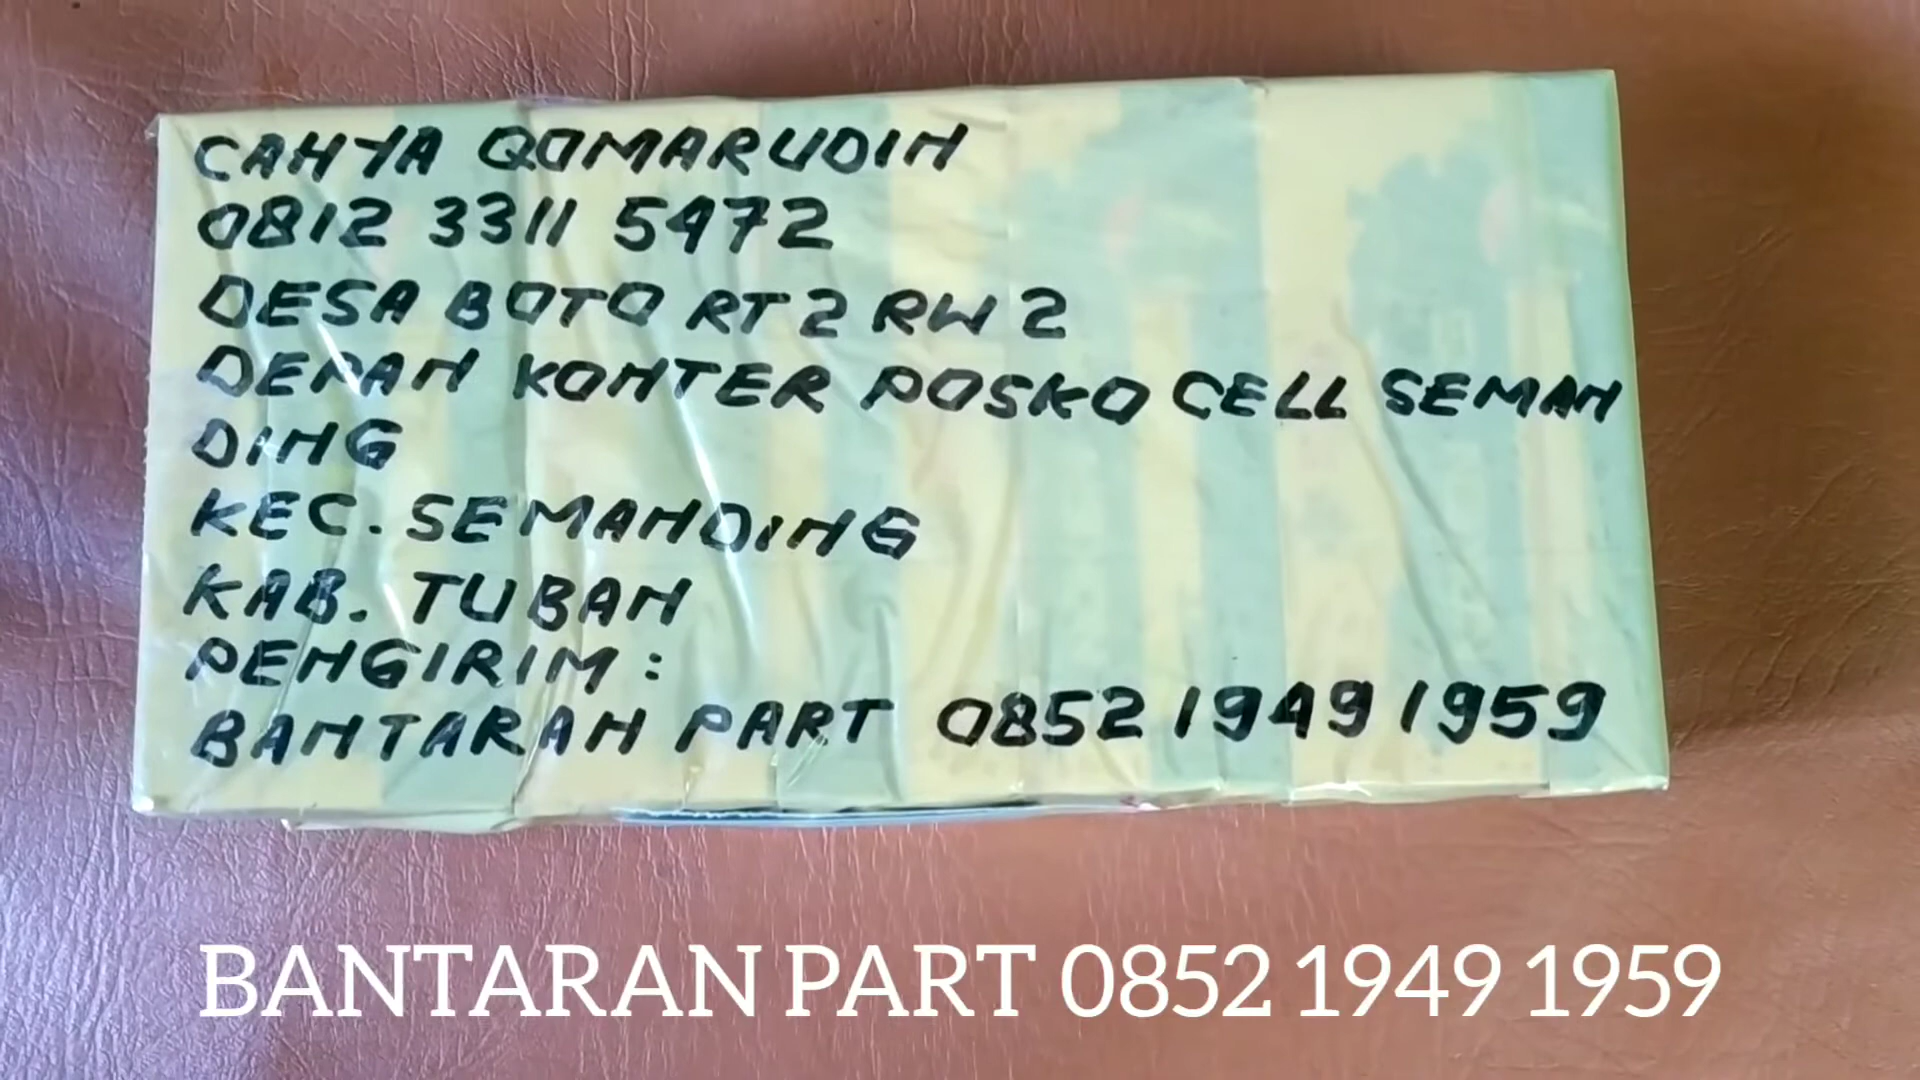 CAHYA QOMARUDIN
0812 3311 5472
DESA BOTO RT 2 RW 2
DEPAN KONTER POSKO CELL SEMAN
DING
KEC. SEMANDING
KAB. TUBAN
PENGIRIM :
BANTARAN PART 0852 1949 1959
BANTARAN PART 0852 1949 1959